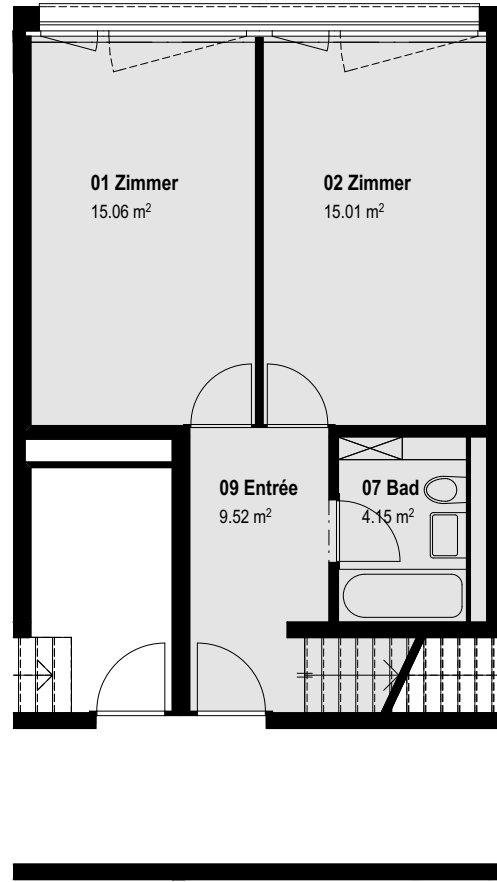 01 Zimmer
15.06 m²
02 Zimmer
15.01 m²
09 Entrée
9.52 m²
07 Bad
4.15 m²